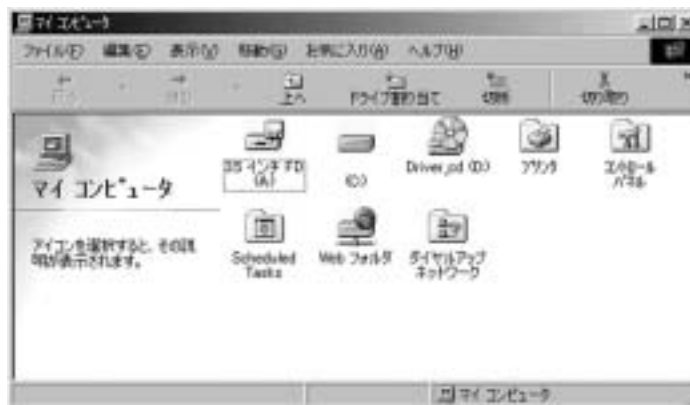 マイ コンピュータ
ファイル(F) 編集(E) 表示(V) 移動(G) お気に入り(A) ヘルプ(H)
上へ ドライブ割り当て 切断 切り取り
マイ コンピュータ
アイコンを選択すると、その説
明が表示されます。
3.5 インチ FD
(A)
(C)
Driver_cd (D)
プリンタ
コントロール
パネル
Scheduled
Tasks
Web フォルダ
ダイヤルアップ
ネットワーク
マイ コンピュータ